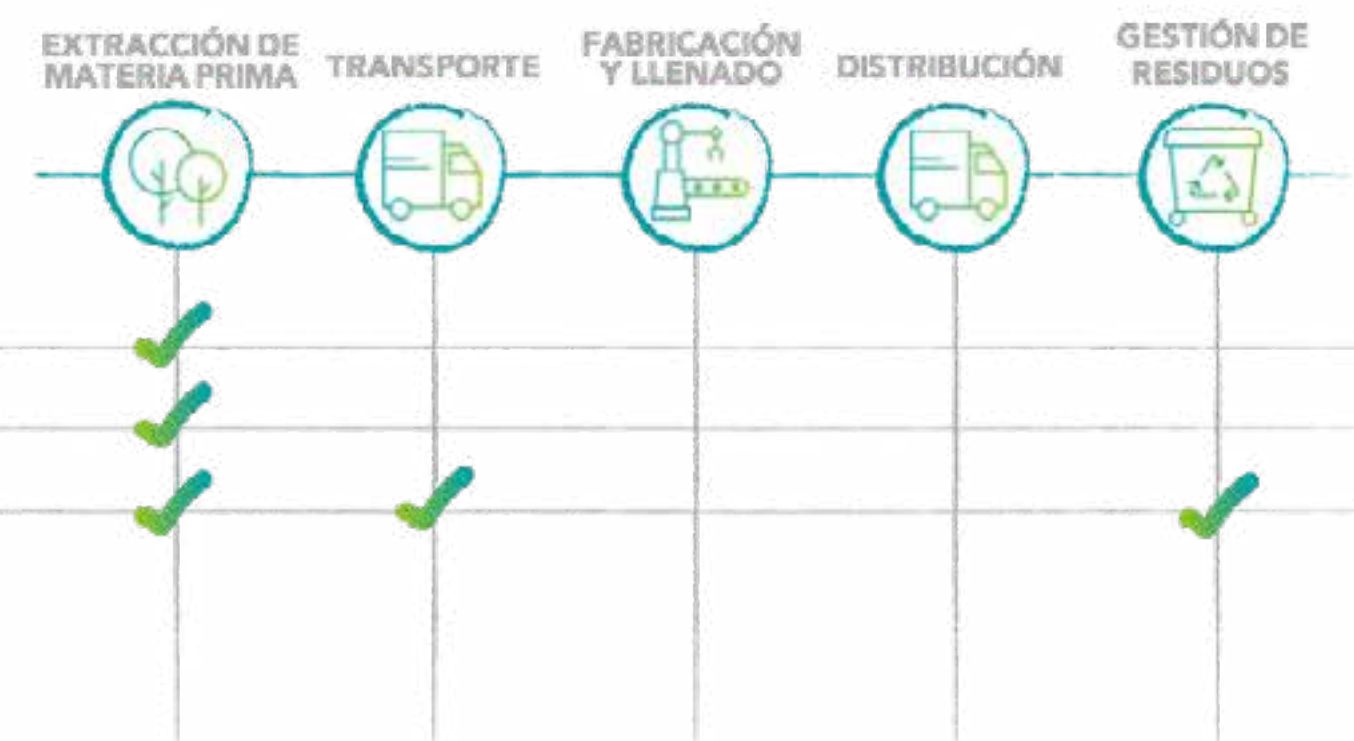 EXTRACCIÓN DE
MATERIA PRIMA
TRANSPORTE
FABRICACIÓN
Y LLENADO
DISTRIBUCIÓN
GESTIÓN DE
RESIDUOS